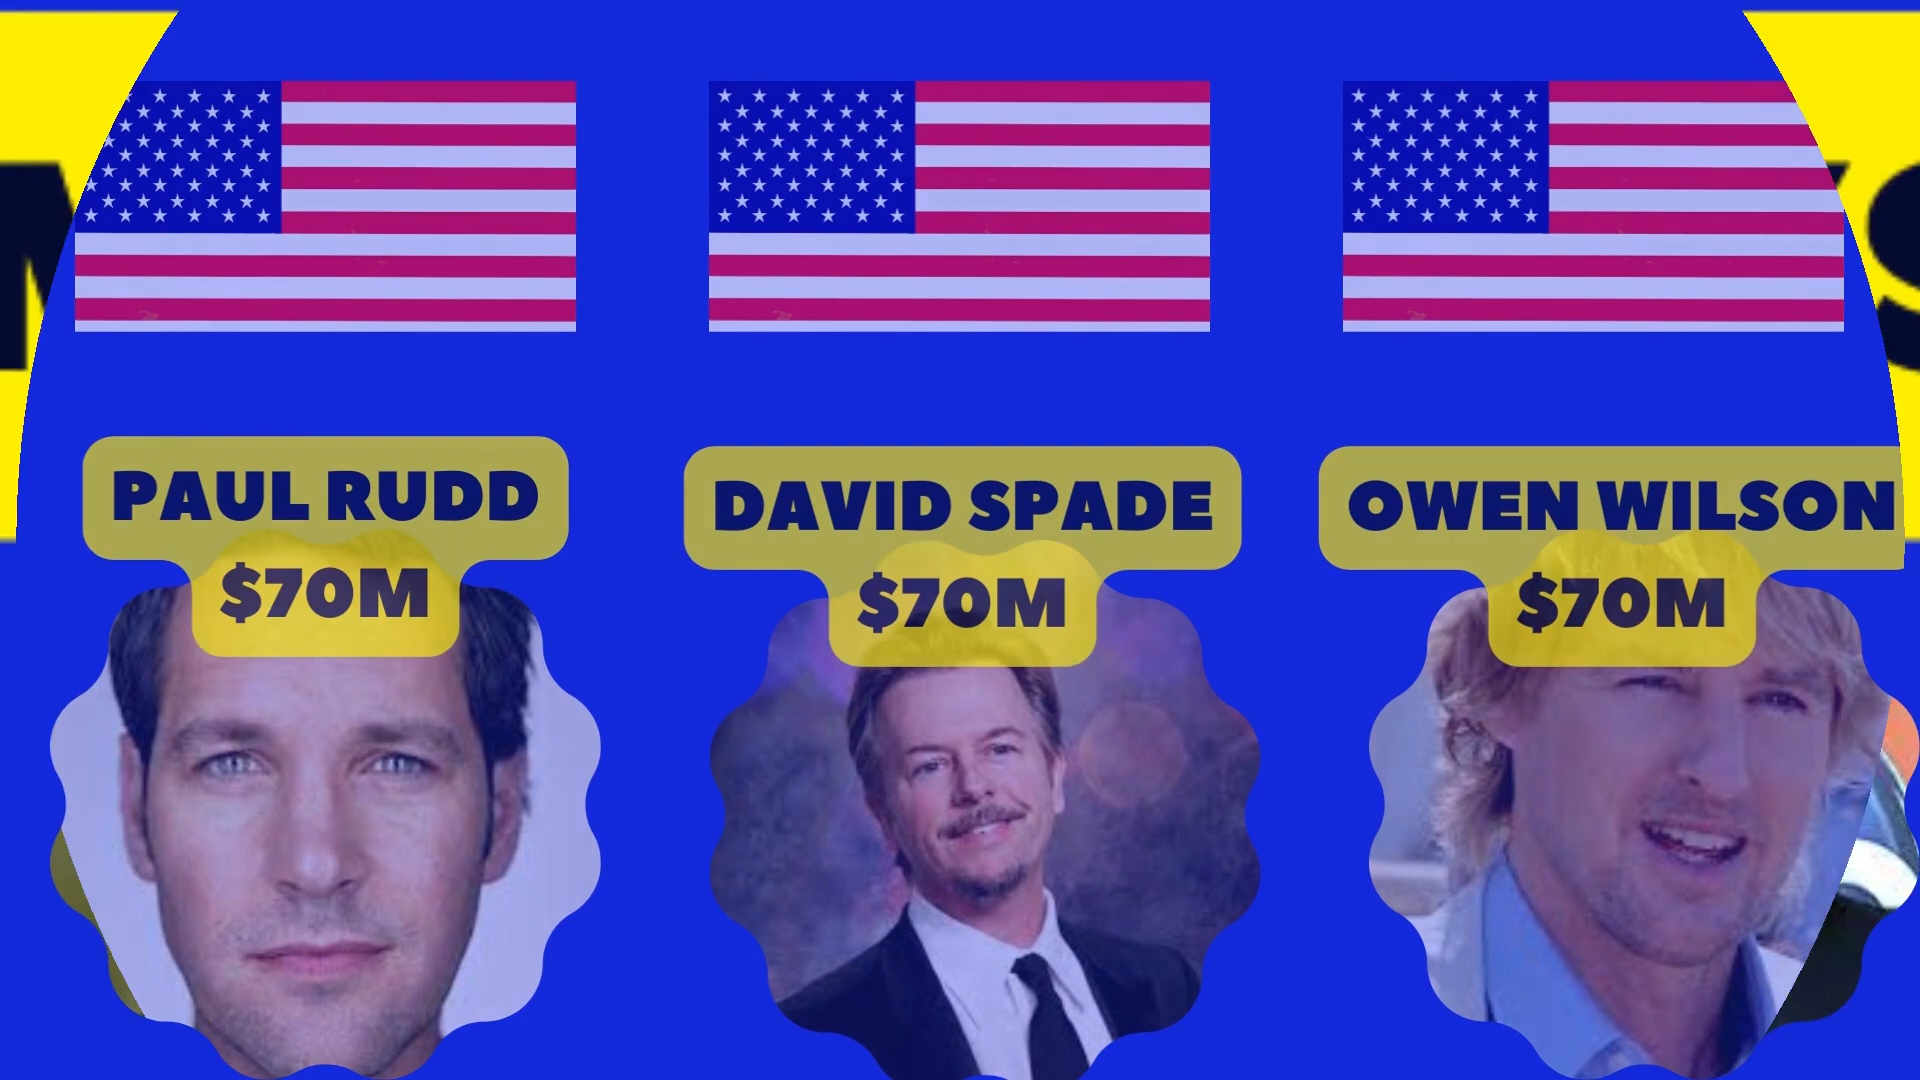 PAUL RUDD
$70M
DAVID SPADE
$70M
OWEN WILSON
$70M